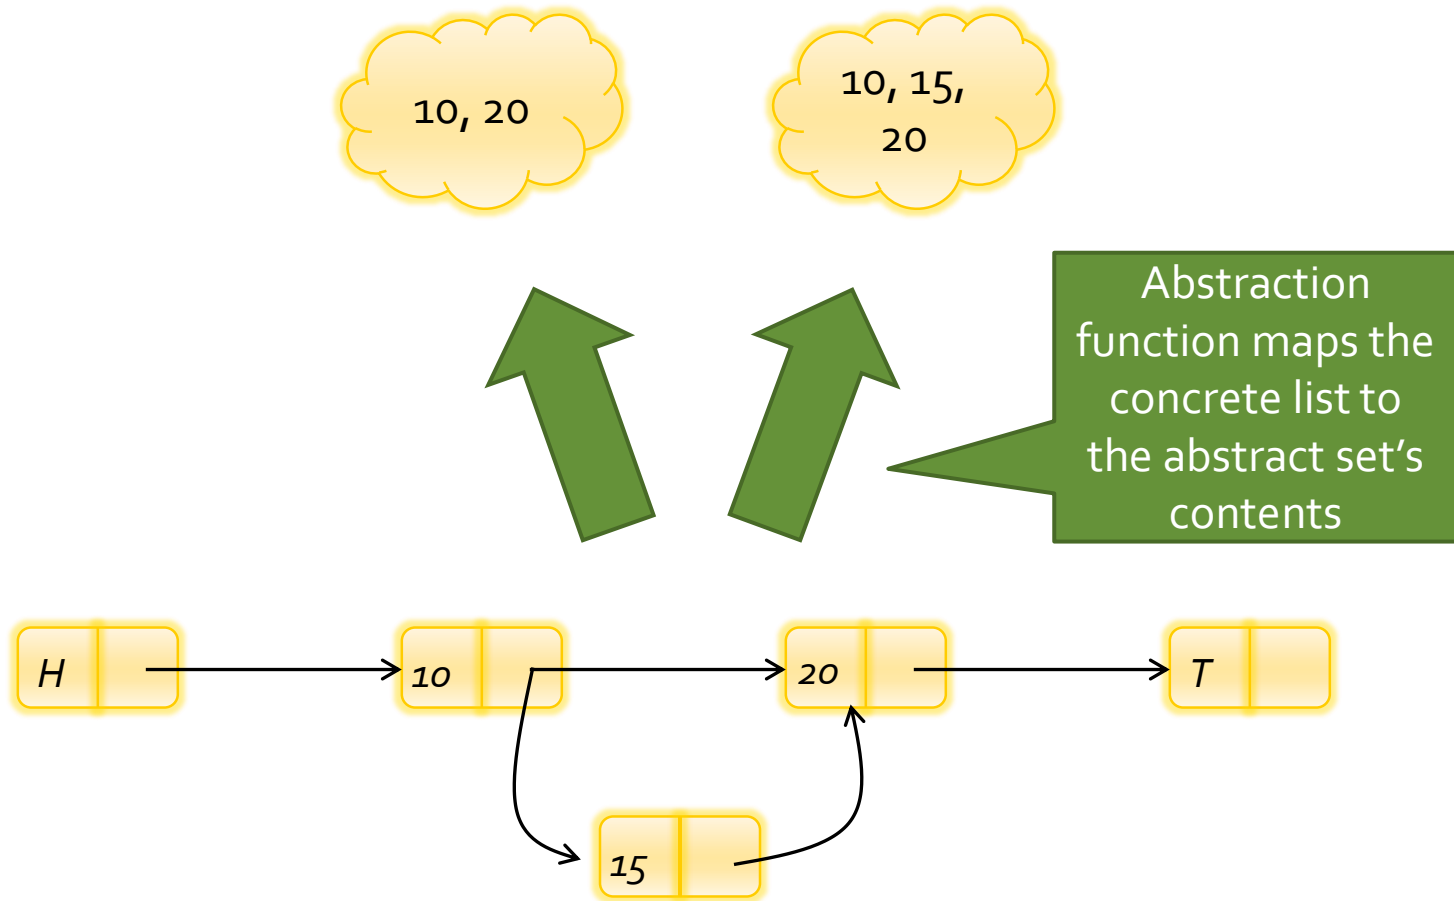 10, 20
10, 15,
20
Abstraction
function maps the
concrete list to
the abstract set’s
contents
H
10
20
T
15